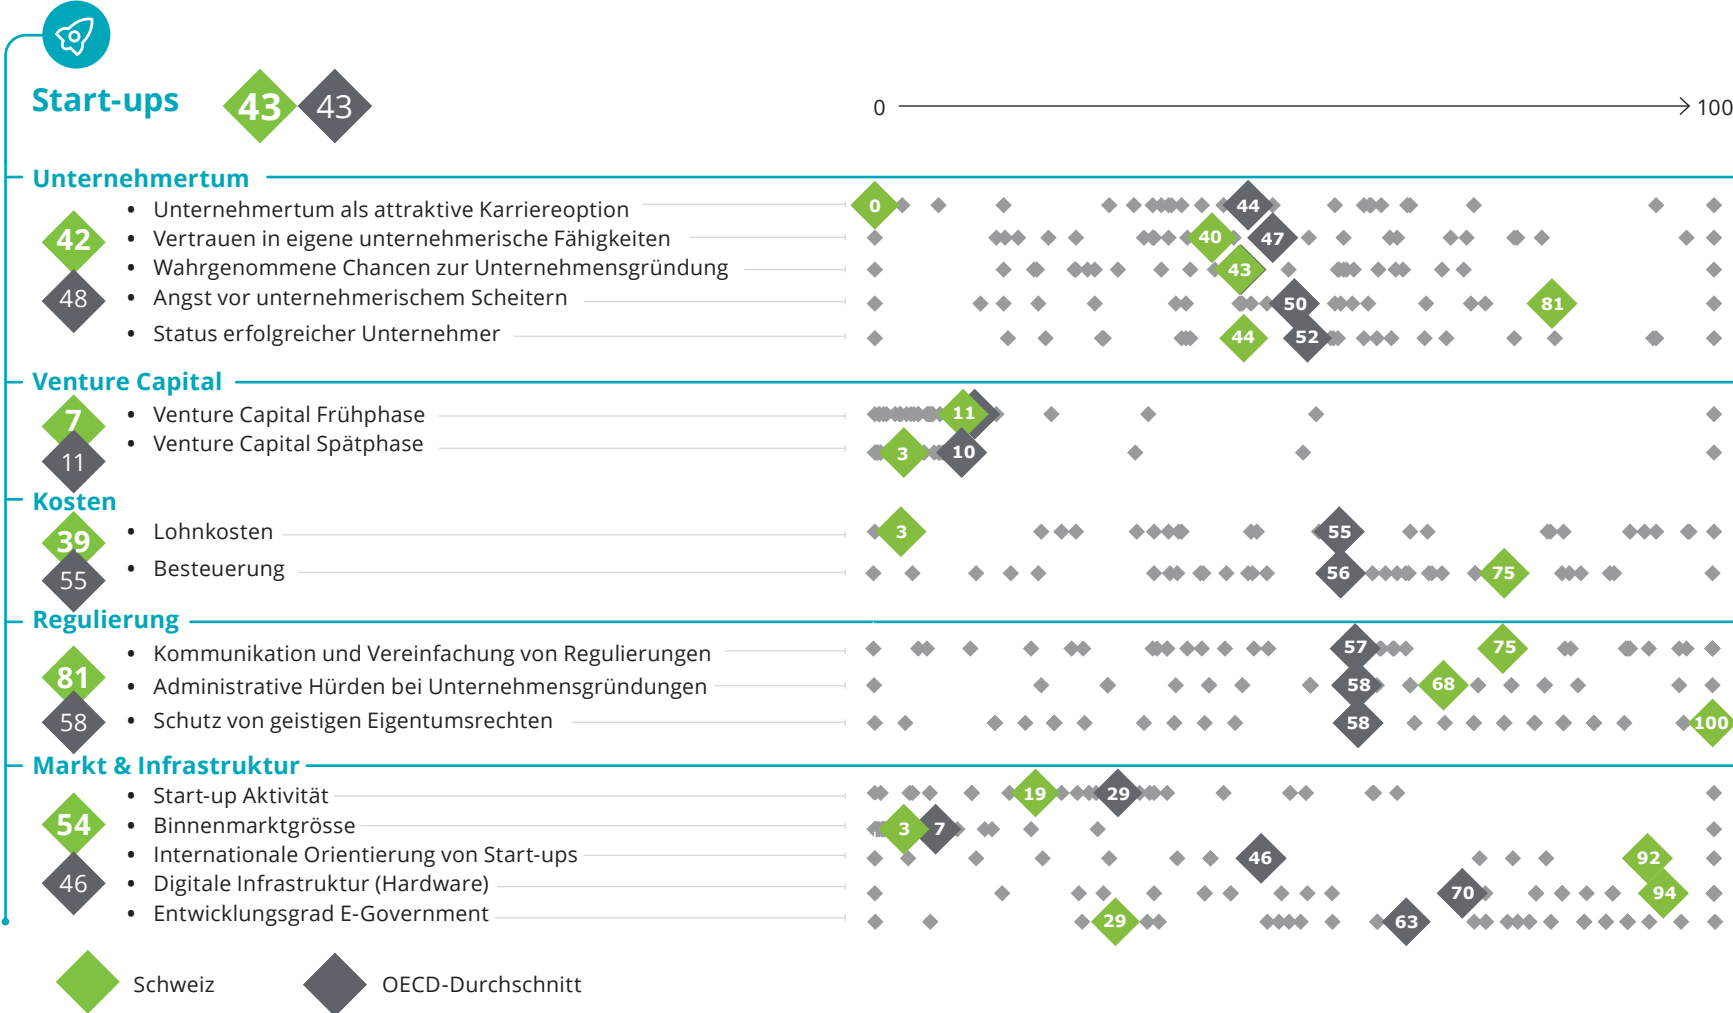 Start-ups 43 43 0 100
Unternehmertum
42
48
• Unternehmertum als attraktive Karriereoption 0 44
• Vertrauen in eigene unternehmerische Fähigkeiten 40 47
• Wahrgenommene Chancen zur Unternehmensgründung 43
• Angst vor unternehmerischem Scheitern 50 81
• Status erfolgreicher Unternehmer 44 52
Venture Capital
7
11
• Venture Capital Frühphase 11
• Venture Capital Spätphase 3 10
Kosten
39
55
• Lohnkosten 3 55
• Besteuerung 56 75
Regulierung
81
58
• Kommunikation und Vereinfachung von Regulierungen 57 75
• Administrative Hürden bei Unternehmensgründungen 58 68
• Schutz von geistigen Eigentumsrechten 58 100
Markt & Infrastruktur
54
46
• Start-up Aktivität 19 29
• Binnenmarktgrösse 3 7
• Internationale Orientierung von Start-ups 46 92
• Digitale Infrastruktur (Hardware) 70 94
• Entwicklungsgrad E-Government 29 63
Schweiz OECD-Durchschnitt